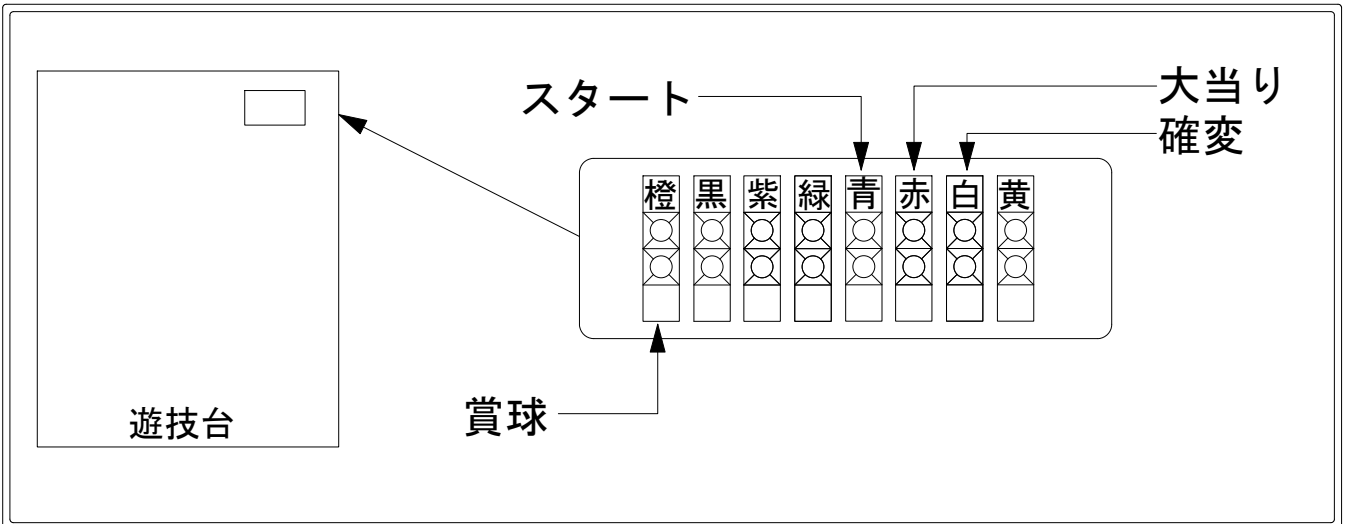 スタート
大当り
確変
橙 黒 紫 緑 青 赤 白 黄
賞球
遊技台